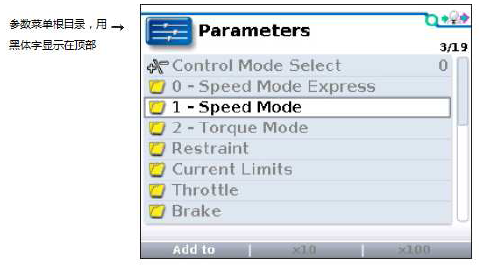 参数菜单根目录，用 →
黑体字显示在顶部
Parameters
3/19
Control Mode Select 0
0 - Speed Mode Express
1 - Speed Mode
2 - Torque Mode
Restraint
Current Limits
Throttle
Brake
Add to | x10 | x100